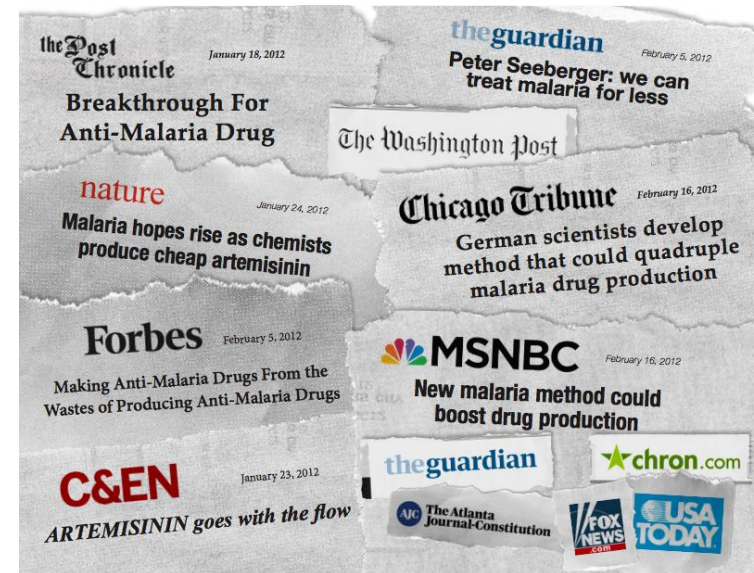 the Post
Chronicle
January 18, 2012
Breakthrough For
Anti-Malaria Drug
theguardian
February 5, 2012
Peter Seeberger: we can
treat malaria for less
The Washington Post
nature
January 24, 2012
Malaria hopes rise as chemists
produce cheap artemisinin
Chicago Tribune
February 16, 2012
German scientists develop
method that could quadruple
malaria drug production
Forbes
February 5, 2012
Making Anti-Malaria Drugs From the
Wastes of Producing Anti-Malaria Drugs
MSNBC
February 16, 2012
New malaria method could
boost drug production
C&EN
January 23, 2012
ARTEMISININ goes with the flow
theguardian
chron.com
AJC The Atlanta
Journal-Constitution
FOX
NEWS
.com
USA
TODAY